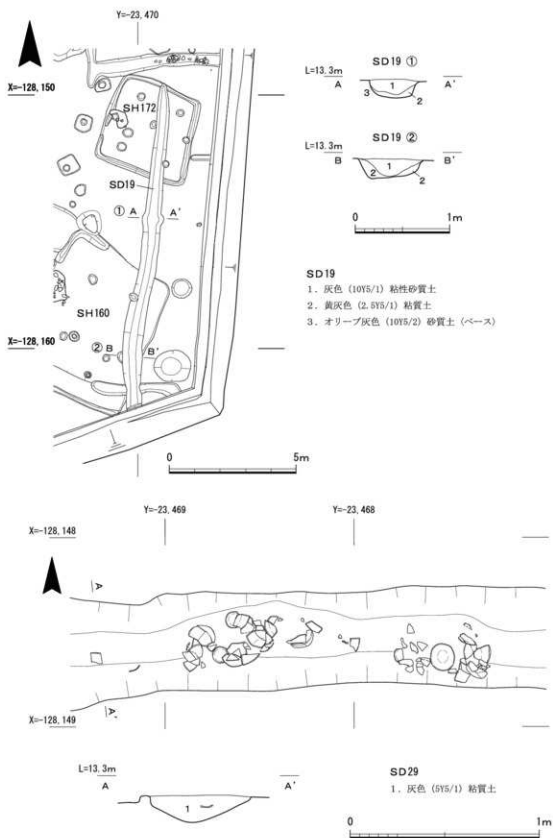 Y=-23,470
X=-128,150
SH172
SD19
① A A'
SH160
X=-128,160
② B B'
0 5m
SD19 ①
L=13.3m
A A'
1
3 2
SD19 ②
L=13.3m
B B'
1
2 2
0 1m
SD19
1. 灰色 (10Y5/1) 粘性砂質土
2. 黄灰色 (2.5Y5/1) 粘質土
3. オリーブ灰色 (10Y5/2) 砂質土 (ベース)
Y=-23,469 Y=-23,468
X=-128,148
A
A'
X=-128,149
L=13.3m
A A'
1
SD29
1. 灰色 (5Y5/1) 粘質土
0 1m